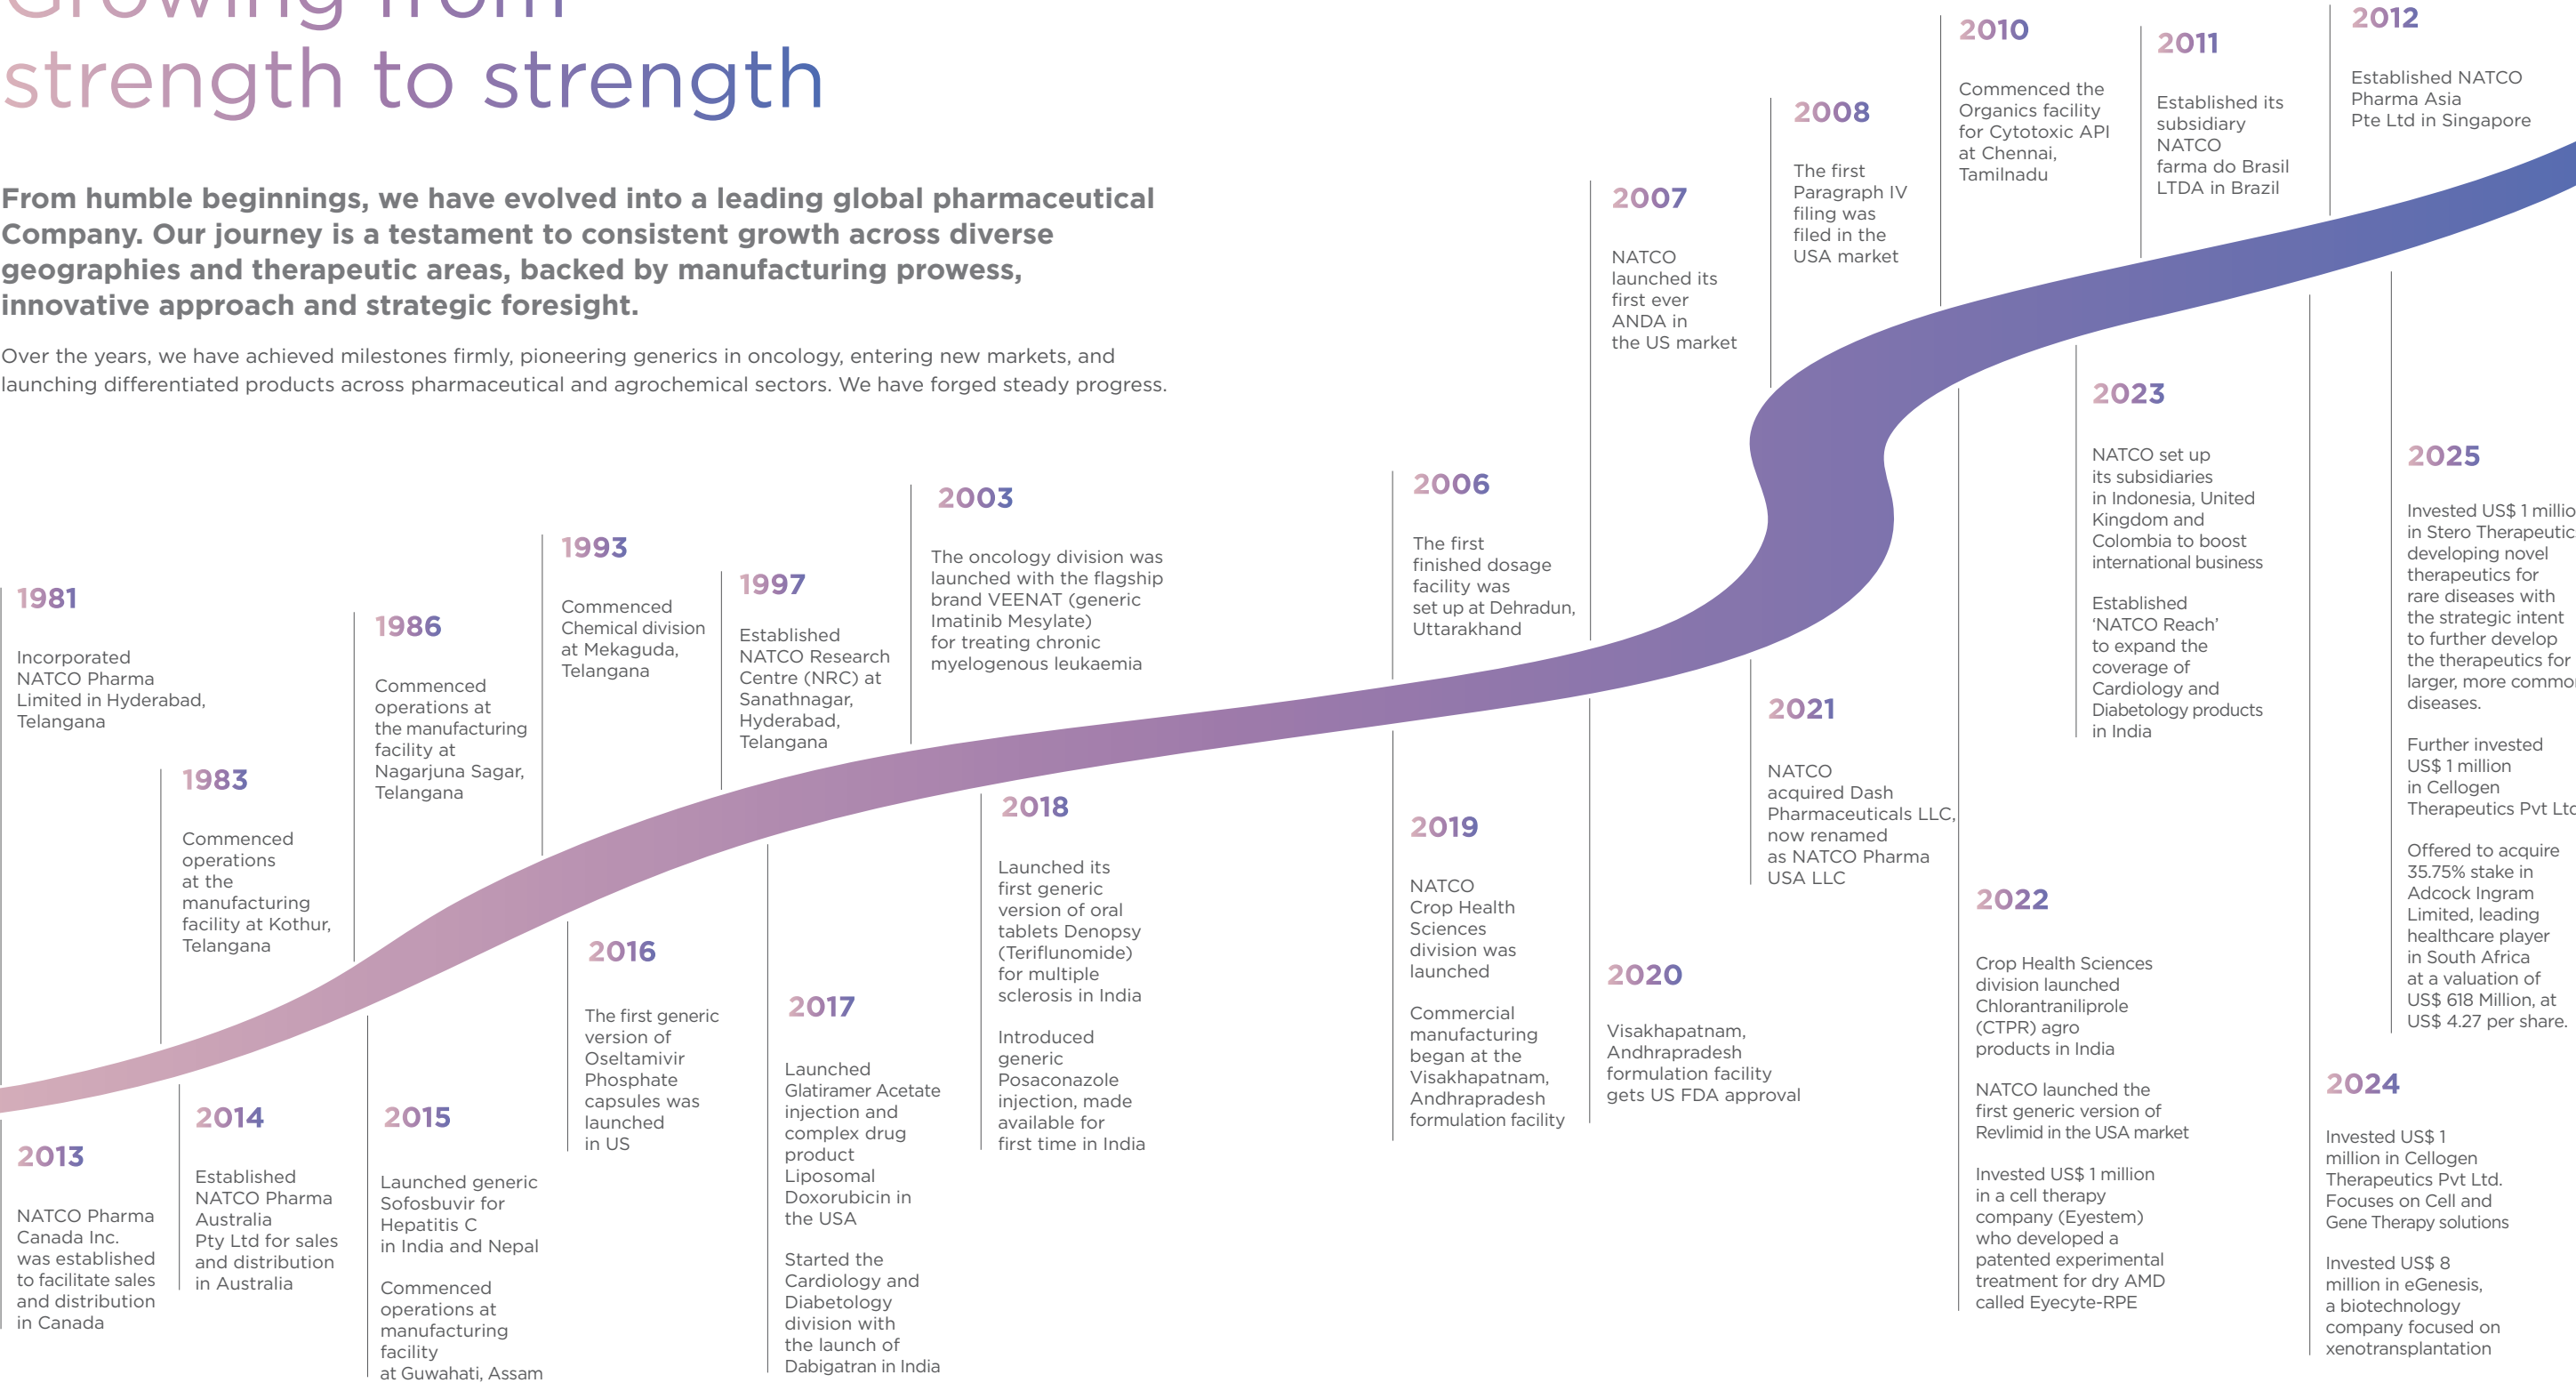 Growing from
strength to strength
From humble beginnings, we have evolved into a leading global pharmaceutical
Company. Our journey is a testament to consistent growth across diverse
geographies and therapeutic areas, backed by manufacturing prowess,
innovative approach and strategic foresight.
Over the years, we have achieved milestones firmly, pioneering generics in oncology, entering new markets, and
launching differentiated products across pharmaceutical and agrochemical sectors. We have forged steady progress.
1981
Incorporated
NATCO Pharma
Limited in Hyderabad,
Telangana
1983
Commenced
operations
at the
manufacturing
facility at Kothur,
Telangana
1986
Commenced
operations at
the manufacturing
facility at
Nagarjuna Sagar,
Telangana
1993
Commenced
Chemical division
at Mekaguda,
Telangana
1997
Established
NATCO Research
Centre (NRC) at
Sanathnagar,
Hyderabad,
Telangana
2003
The oncology division was
launched with the flagship
brand VEENAT (generic
Imatinib Mesylate)
for treating chronic
myelogenous leukaemia
2006
The first
finished dosage
facility was
set up at Dehradun,
Uttarakhand
2007
NATCO
launched its
first ever
ANDA in
the US market
2008
The first
Paragraph IV
filing was
filed in the
USA market
2010
Commenced the
Organics facility
for Cytotoxic API
at Chennai,
Tamilnadu
2011
Established its
subsidiary
NATCO
farma do Brasil
LTDA in Brazil
2012
Established NATCO
Pharma Asia
Pte Ltd in Singapore
2013
NATCO Pharma
Canada Inc.
was established
to facilitate sales
and distribution
in Canada
2014
Established
NATCO Pharma
Australia
Pty Ltd for sales
and distribution
in Australia
2015
Launched generic
Sofosbuvir for
Hepatitis C
in India and Nepal
Commenced
operations at
manufacturing
facility
at Guwahati, Assam
2016
The first generic
version of
Oseltamivir
Phosphate
capsules was
launched
in US
2017
Launched
Glatiramer Acetate
injection and
complex drug
product
Liposomal
Doxorubicin in
the USA
Started the
Cardiology and
Diabetology
division with
the launch of
Dabigatran in India
2018
Launched its
first generic
version of oral
tablets Denopsy
(Teriflunomide)
for multiple
sclerosis in India
Introduced
generic
Posaconazole
injection, made
available for
first time in India
2019
NATCO
Crop Health
Sciences
division was
launched
Commercial
manufacturing
began at the
Visakhapatnam,
Andhrapradesh
formulation facility
2020
Visakhapatnam,
Andhrapradesh
formulation facility
gets US FDA approval
2021
NATCO
acquired Dash
Pharmaceuticals LLC,
now renamed
as NATCO Pharma
USA LLC
2022
Crop Health Sciences
division launched
Chlorantraniliprole
(CTPR) agro
products in India
NATCO launched the
first generic version of
Revlimid in the USA market
Invested US$ 1 million
in a cell therapy
company (Eyestem)
who developed a
patented experimental
treatment for dry AMD
called Eyecyte-RPE
2023
NATCO set up
its subsidiaries
in Indonesia, United
Kingdom and
Colombia to boost
international business
Established
‘NATCO Reach’
to expand the
coverage of
Cardiology and
Diabetology products
in India
2024
Invested US$ 1
million in Cellogen
Therapeutics Pvt Ltd.
Focuses on Cell and
Gene Therapy solutions
Invested US$ 8
million in eGenesis,
a biotechnology
company focused on
xenotransplantation
2025
Invested US$ 1 millio
in Stero Therapeutic
developing novel
therapeutics for
rare diseases with
the strategic intent
to further develop
the therapeutics for
larger, more commo
diseases.
Further invested
US$ 1 million
in Cellogen
Therapeutics Pvt Ltd
Offered to acquire
35.75% stake in
Adcock Ingram
Limited, leading
healthcare player
in South Africa
at a valuation of
US$ 618 Million, at
US$ 4.27 per share.